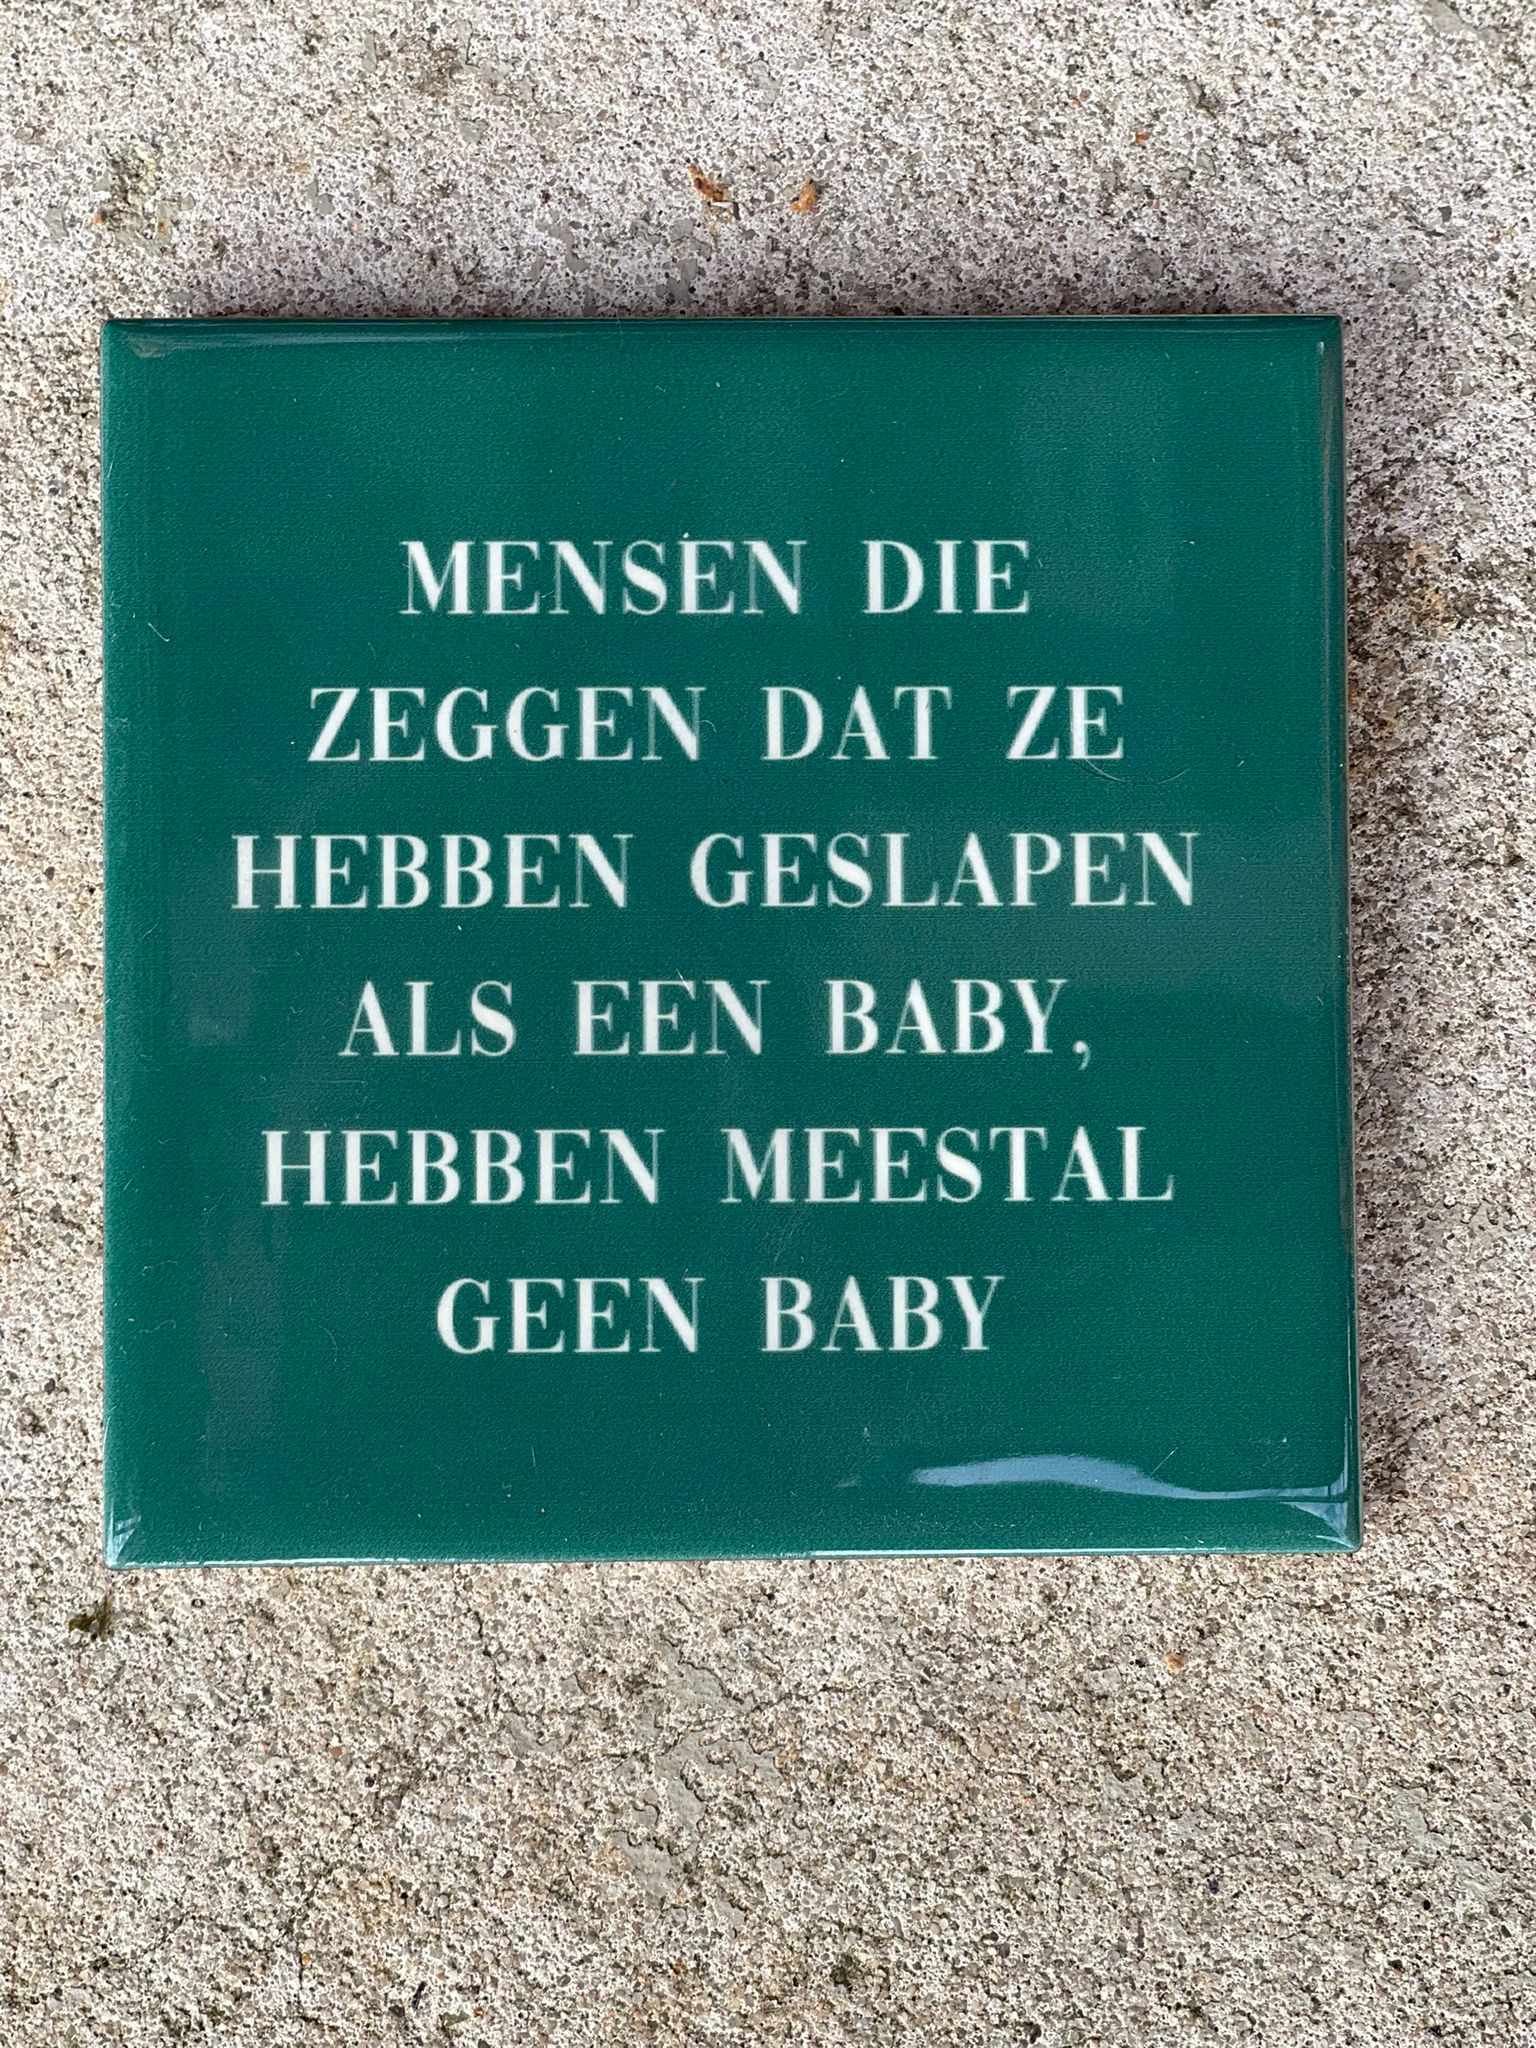 MENSEN DIE
ZEGGEN DAT ZE
HEBBEN GESLAPEN
ALS EEN BABY,
HEBBEN MEESTAL
GEEN BABY